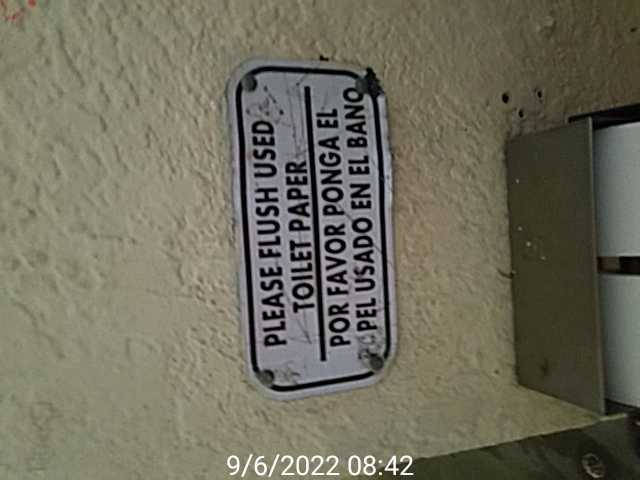 PLEASE FLUSH USED
TOILET PAPER
POR FAVOR PONGA EL
PEL USADO EN EL BANO
9/6/2022 08:42